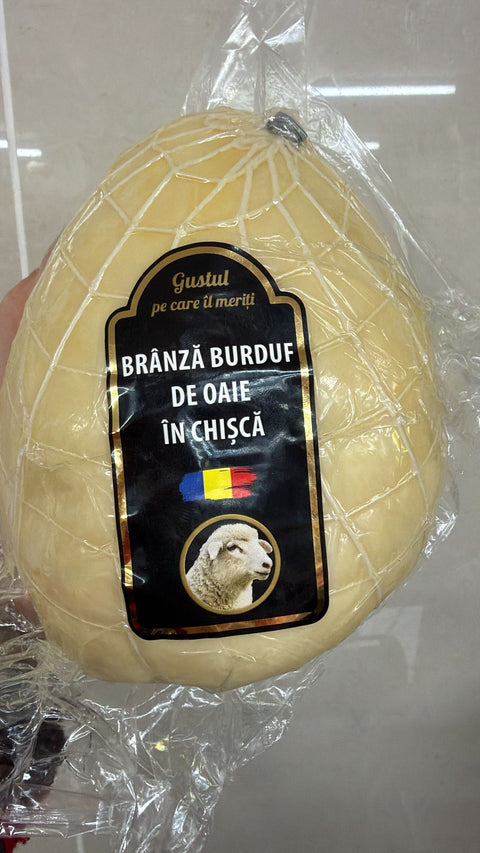 Gustul
pe care îl meriți
BRÂNZĂ BURDUF
DE OAIE
ÎN CHIȘCĂ